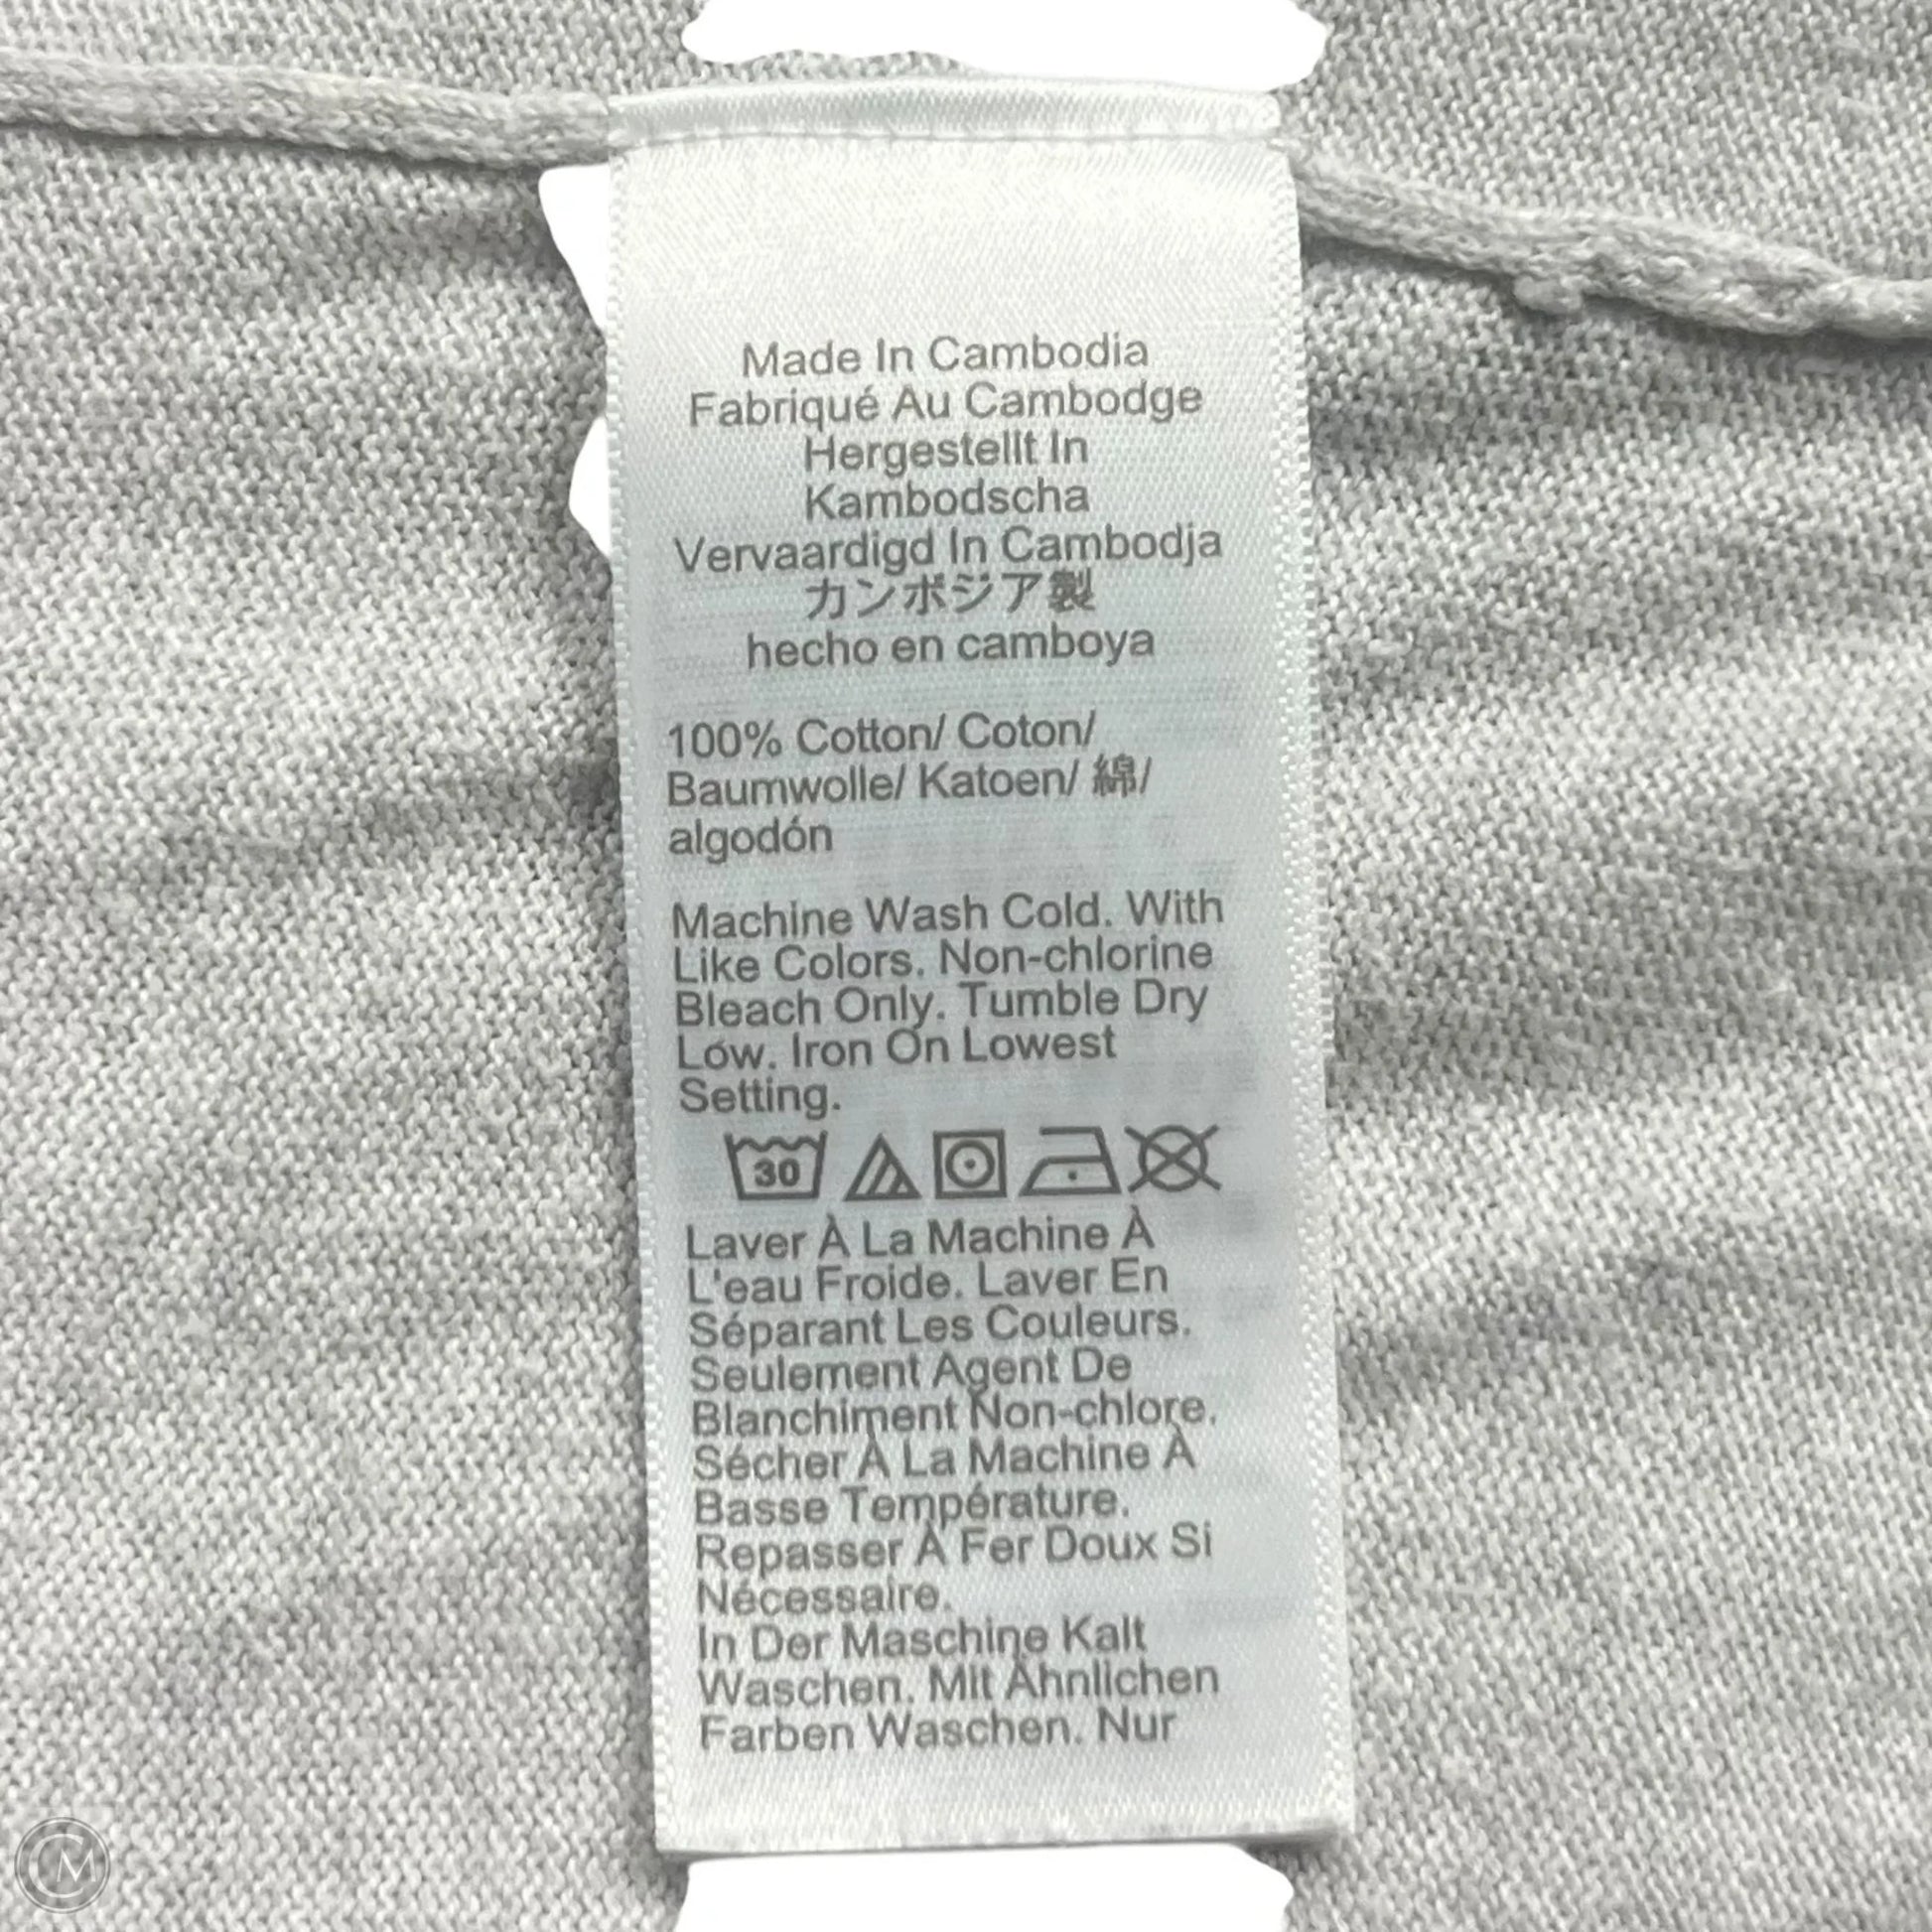 Made In Cambodia
Fabriqué Au Cambodge
Hergestellt In
Kambodscha
Vervaardigd In Cambodja
カンボジア製
hecho en camboya
100% Cotton/ Coton/
Baumwolle/ Katoen/ 綿/
algodón
Machine Wash Cold. With
Like Colors. Non-chlorine
Bleach Only. Tumble Dry
Low. Iron On Lowest
Setting.
30
Laver À La Machine À
L'eau Froide. Laver En
Séparant Les Couleurs.
Seulement Agent De
Blanchiment Non-chlore.
Sécher À La Machine À
Basse Température.
Repasser À Fer Doux Si
Nécessaire.
In Der Maschine Kalt
Waschen. Mit Ähnlichen
Farben Waschen. Nur
CM